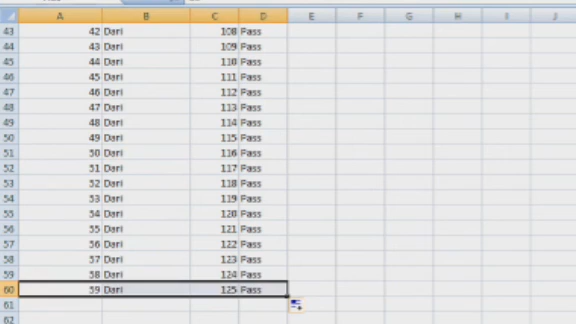 A B C D E F G H I J
43 42 Dari 108 Pass
44 43 Dari 109 Pass
45 44 Dari 110 Pass
46 45 Dari 111 Pass
47 46 Dari 112 Pass
48 47 Dari 113 Pass
49 48 Dari 114 Pass
50 49 Dari 115 Pass
51 50 Dari 116 Pass
52 51 Dari 117 Pass
53 52 Dari 118 Pass
54 53 Dari 119 Pass
55 54 Dari 120 Pass
56 55 Dari 121 Pass
57 56 Dari 122 Pass
58 57 Dari 123 Pass
59 58 Dari 124 Pass
60 59 Dari 125 Pass
61
62